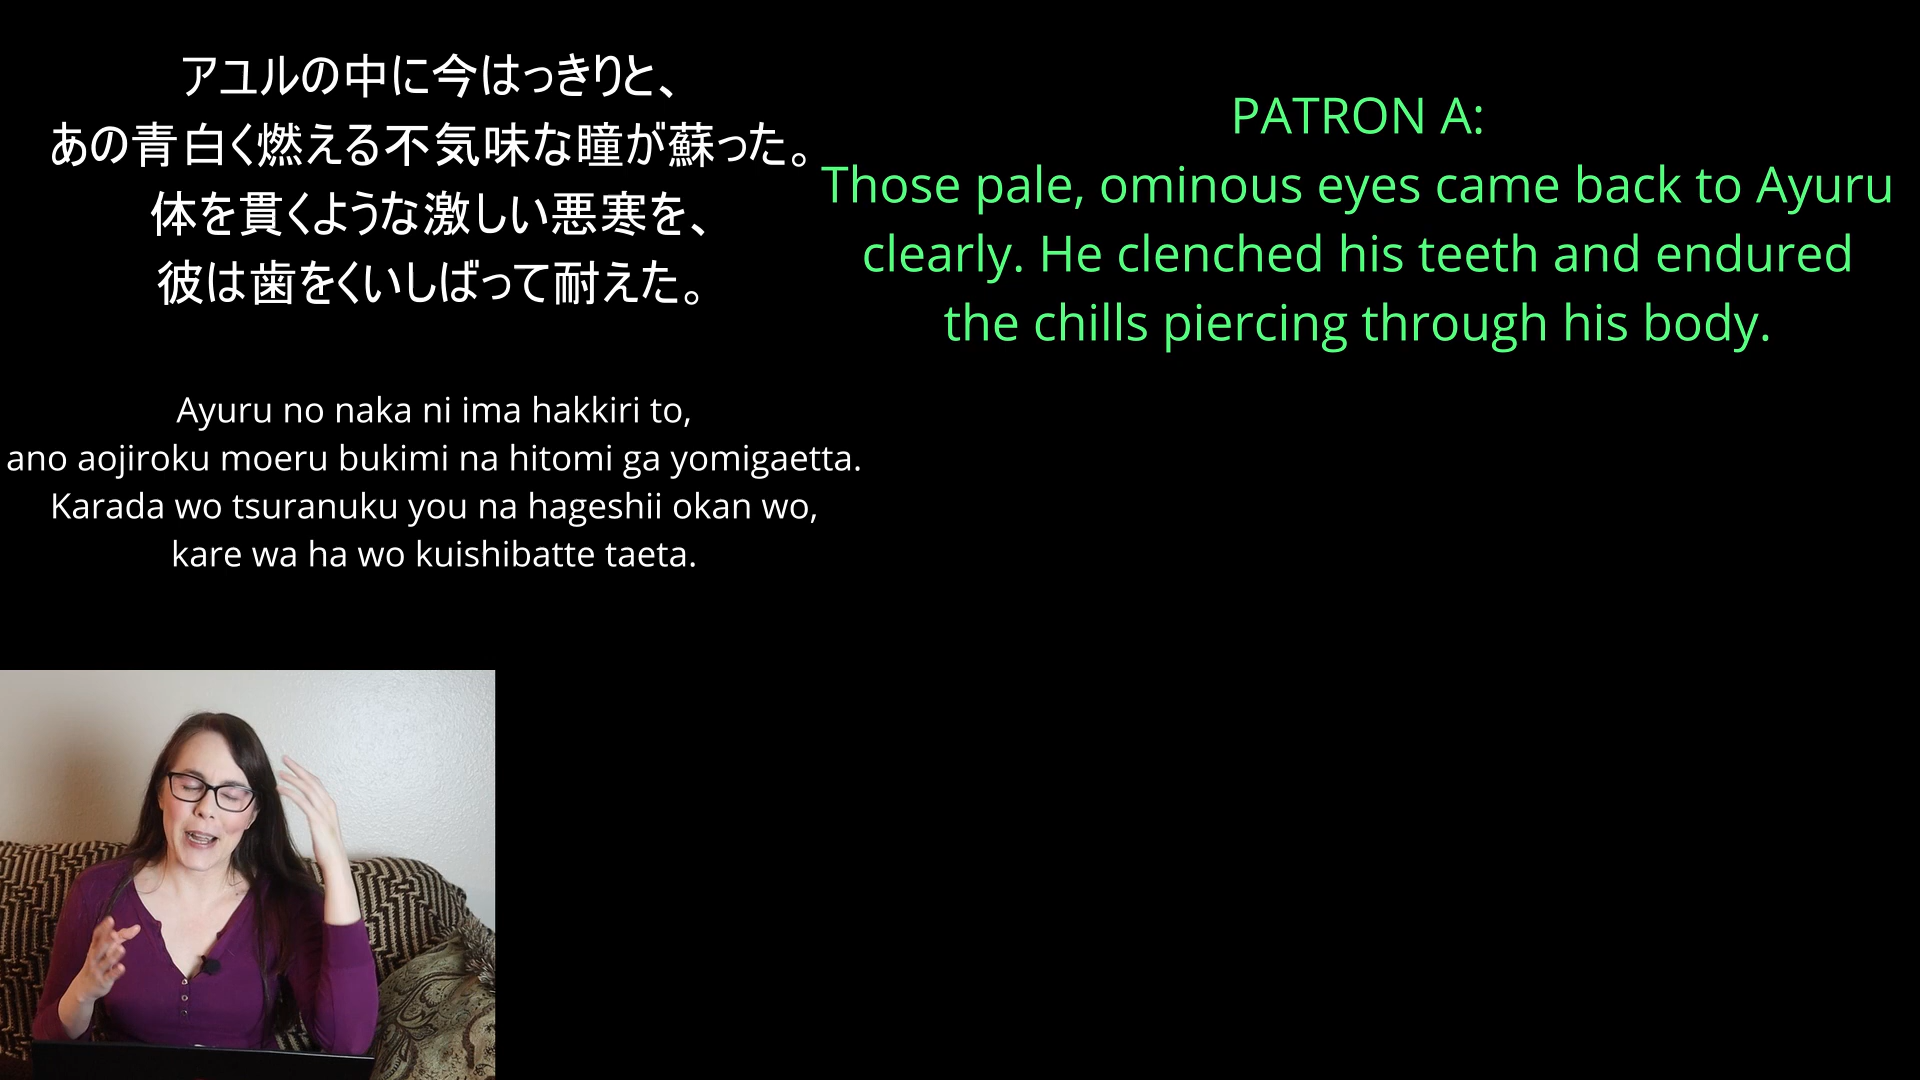 アユルの中に今はっきりと、
あの青白く燃える不気味な瞳が蘇った。
体を貫くような激しい悪寒を、
彼は歯をくいしばって耐えた。
Ayuru no naka ni ima hakkiri to,
ano aojiroku moeru bukimi na hitomi ga yomigaetta.
Karada wo tsuranuku you na hageshii okan wo,
kare wa ha wo kuishibatte taeta.
PATRON A:
Those pale, ominous eyes came back to Ayuru
clearly. He clenched his teeth and endured
the chills piercing through his body.